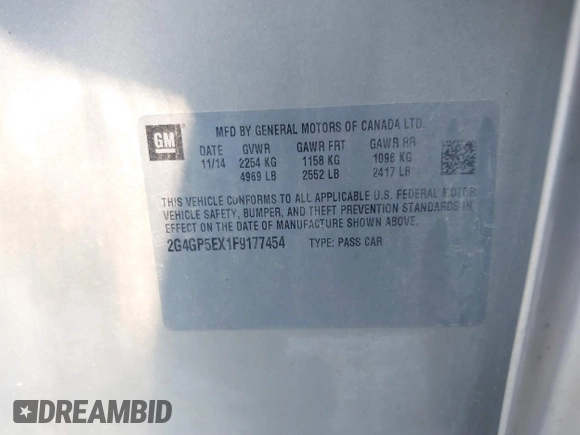 GM
MFD BY GENERAL MOTORS OF CANADA LTD.
DATE GVWR GAWR FRT GAWR RR
11/14 2254 KG 1158 KG 1096 KG
4969 LB 2552 LB 2417 LB
THIS VEHICLE CONFORMS TO ALL APPLICABLE U.S. FEDERAL MOTOR
VEHICLE SAFETY, BUMPER, AND THEFT PREVENTION STANDARDS IN
EFFECT ON THE DATE OF MANUFACTURE SHOWN ABOVE.
2G4GP5EX1F9177454 TYPE: PASS CAR
DREAMBID